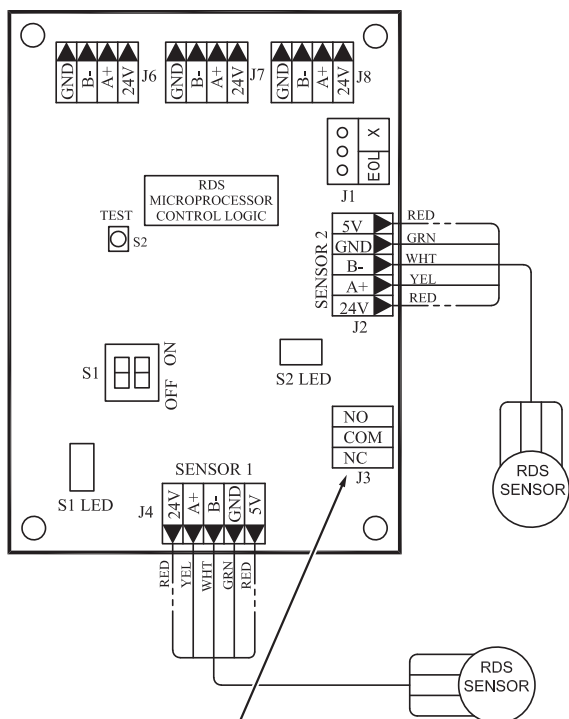 GND B- A+ 24V J6
GND B- A+ 24V J7
GND B- A+ 24V J8
X
EOL
J1
RDS
MICROPROCESSOR
CONTROL LOGIC
TEST
S2
SENSOR 2
5V RED
GND GRN
B- WHT
A+ YEL
24V RED
J2
S1
ON
OFF
S2 LED
NO
COM
NC
J3
S1 LED
SENSOR 1
J4 24V A+ B- GND 5V
RED YEL WHT GRN RED
RDS
SENSOR
RDS
SENSOR